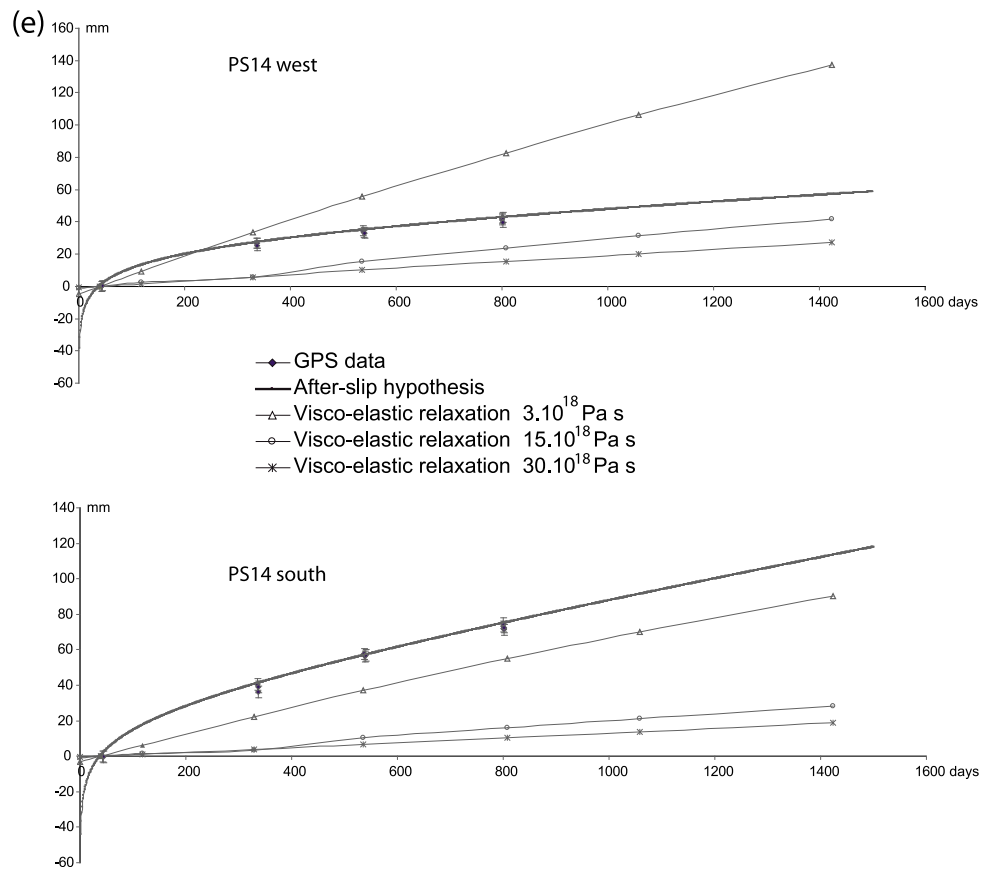 (e)
160 mm
140
120
100
80
60
40
20
0
-20
-40
-60
PS14 west
0 200 400 600 800 1000 1200 1400 1600 days
GPS data
After-slip hypothesis
Visco-elastic relaxation 3.10^18 Pa s
Visco-elastic relaxation 15.10^18 Pa s
Visco-elastic relaxation 30.10^18 Pa s
140 mm
120
100
80
60
40
20
0
-20
-40
-60
PS14 south
0 200 400 600 800 1000 1200 1400 1600 days